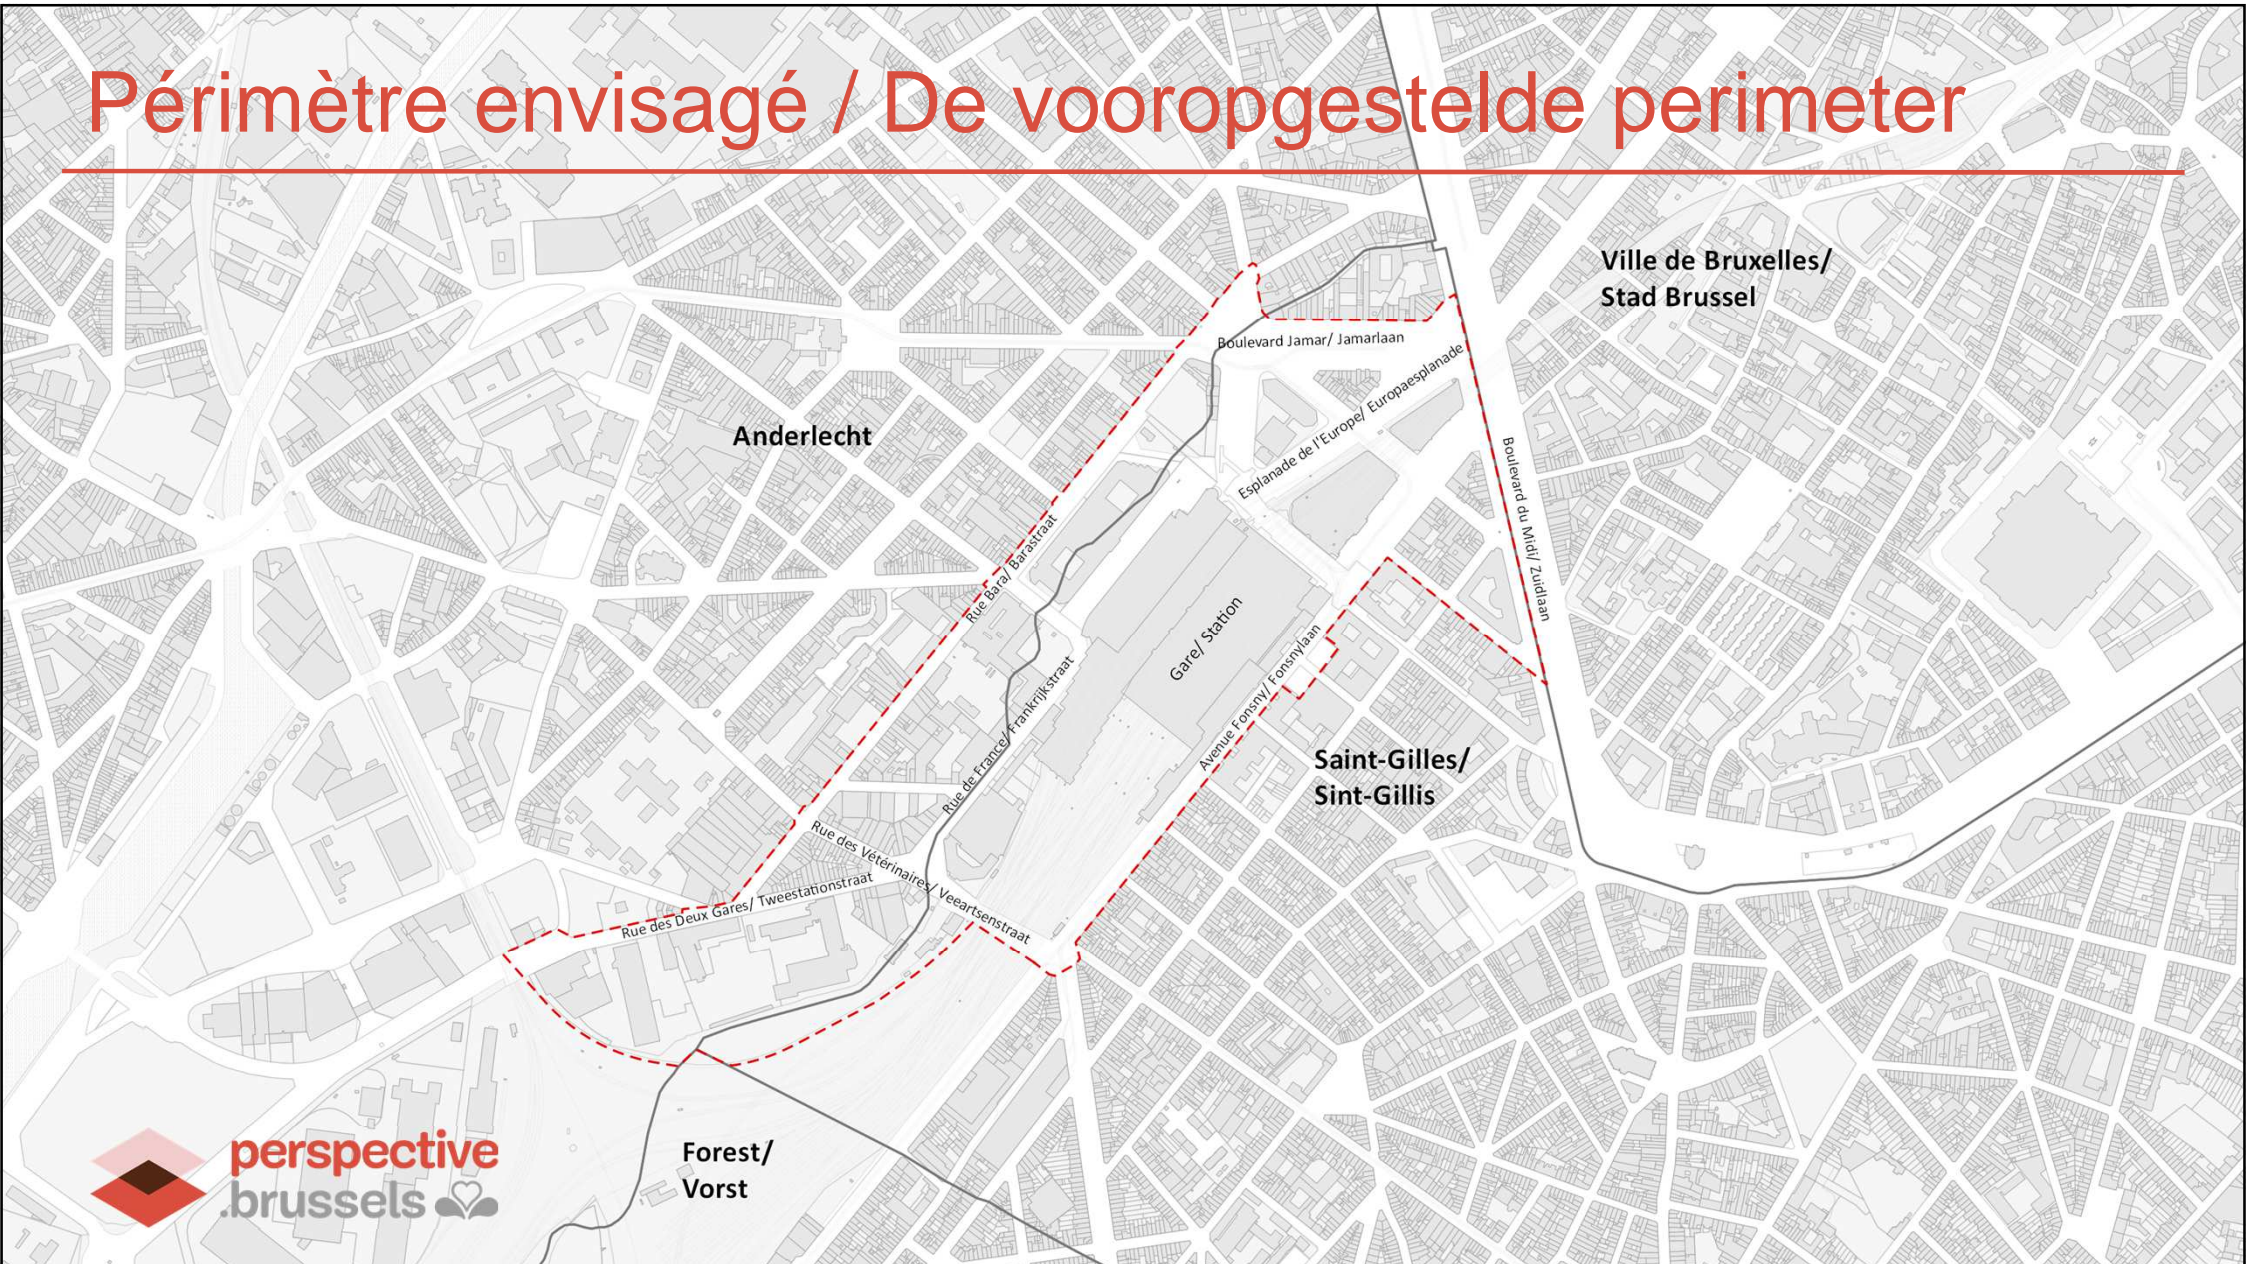 Périmètre envisagé / De vooropgestelde perimeter
Ville de Bruxelles/
Stad Brussel
Boulevard Jamar/ Jamarlaan
Esplanade de l'Europe/ Europaesplanade
Anderlecht
Boulevard du Midi/ Zuidlaan
Rue Bara/ Barastraat
Gare/ Station
Rue de France/ Frankrijkstraat
Avenue Fonsny/ Fonsnylaan
Saint-Gilles/
Sint-Gillis
Rue des Vétérinaires/ Veeartsenstraat
Rue des Deux Gares/ Tweestationstraat
Forest/
Vorst
perspective
.brussels